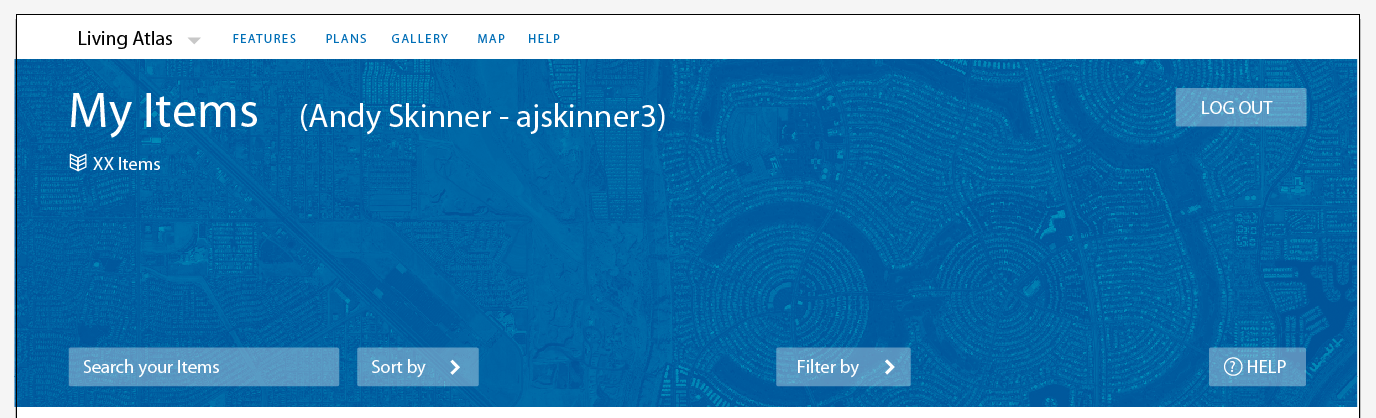 Living Atlas FEATURES PLANS GALLERY MAP HELP
My Items (Andy Skinner - ajskinner3) LOG OUT
XX Items
Search your Items Sort by Filter by ? HELP